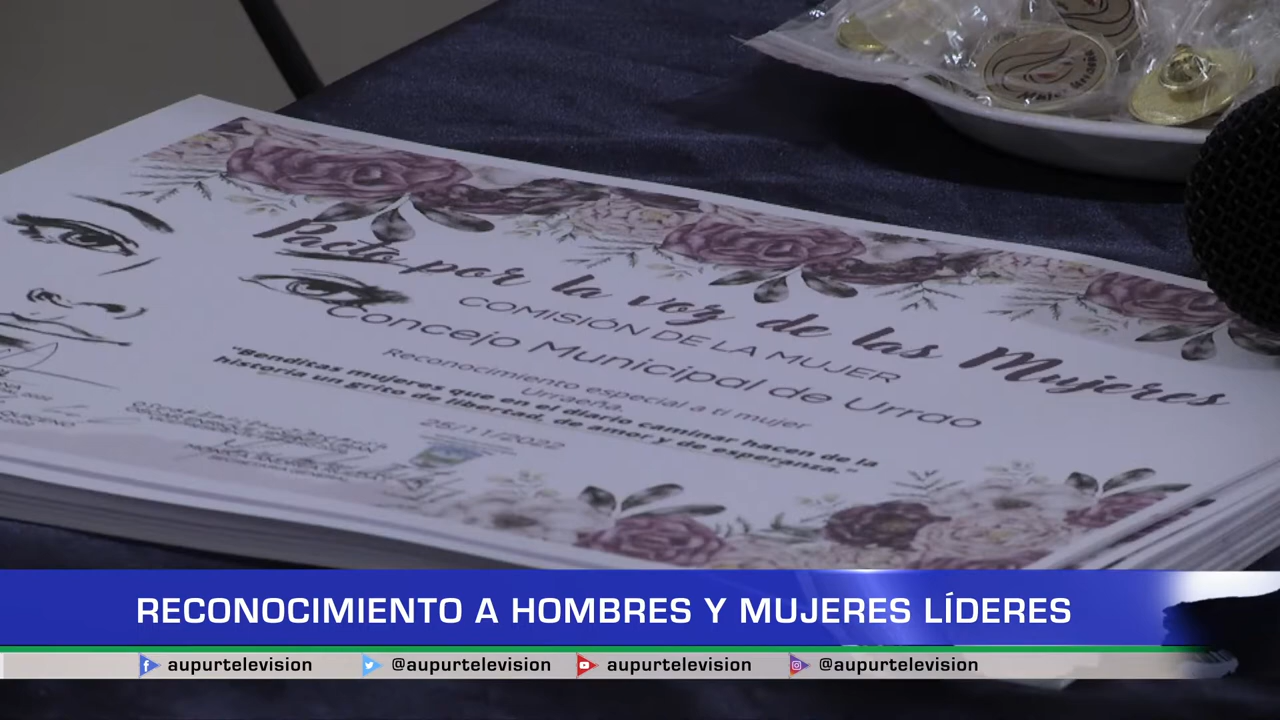 Pacto por la voz de las Mujeres
COMISIÓN DE LA MUJER
Concejo Municipal de Urrao
Reconocimiento especial a ti mujer
Urraeña.
"Benditas mujeres que en el diario caminar hacen de la
historia un grito de libertad, de amor y de esperanza."
25/11/2022
RECONOCIMIENTO A HOMBRES Y MUJERES LÍDERES
aupurtelevision @aupurtelevision aupurtelevision @aupurtelevision